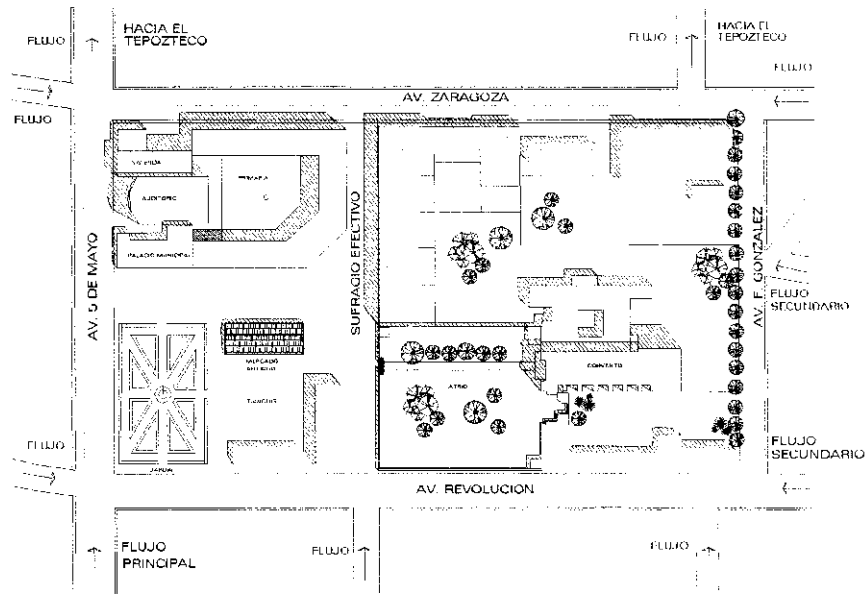 HACIA EL
TEPOZTECO
FLUJO
FLUJO
HACIA EL
TEPOZTECO
FLUJO
AV. ZARAGOZA
FLUJO
FLUJO
VIVIENDA
AUDITORIO
PRIMARIA
PALACIO MUNICIPAL
AV. 5 DE MAYO
SUFRAGIO EFECTIVO
AV. F. GONZALEZ
FLUJO
SECUNDARIO
MERCADO
TIANGUIS
ATRIO
CONVENTO
JARDIN
FLUJO
FLUJO
SECUNDARIO
AV. REVOLUCION
FLUJO
PRINCIPAL
FLUJO
FLUJO